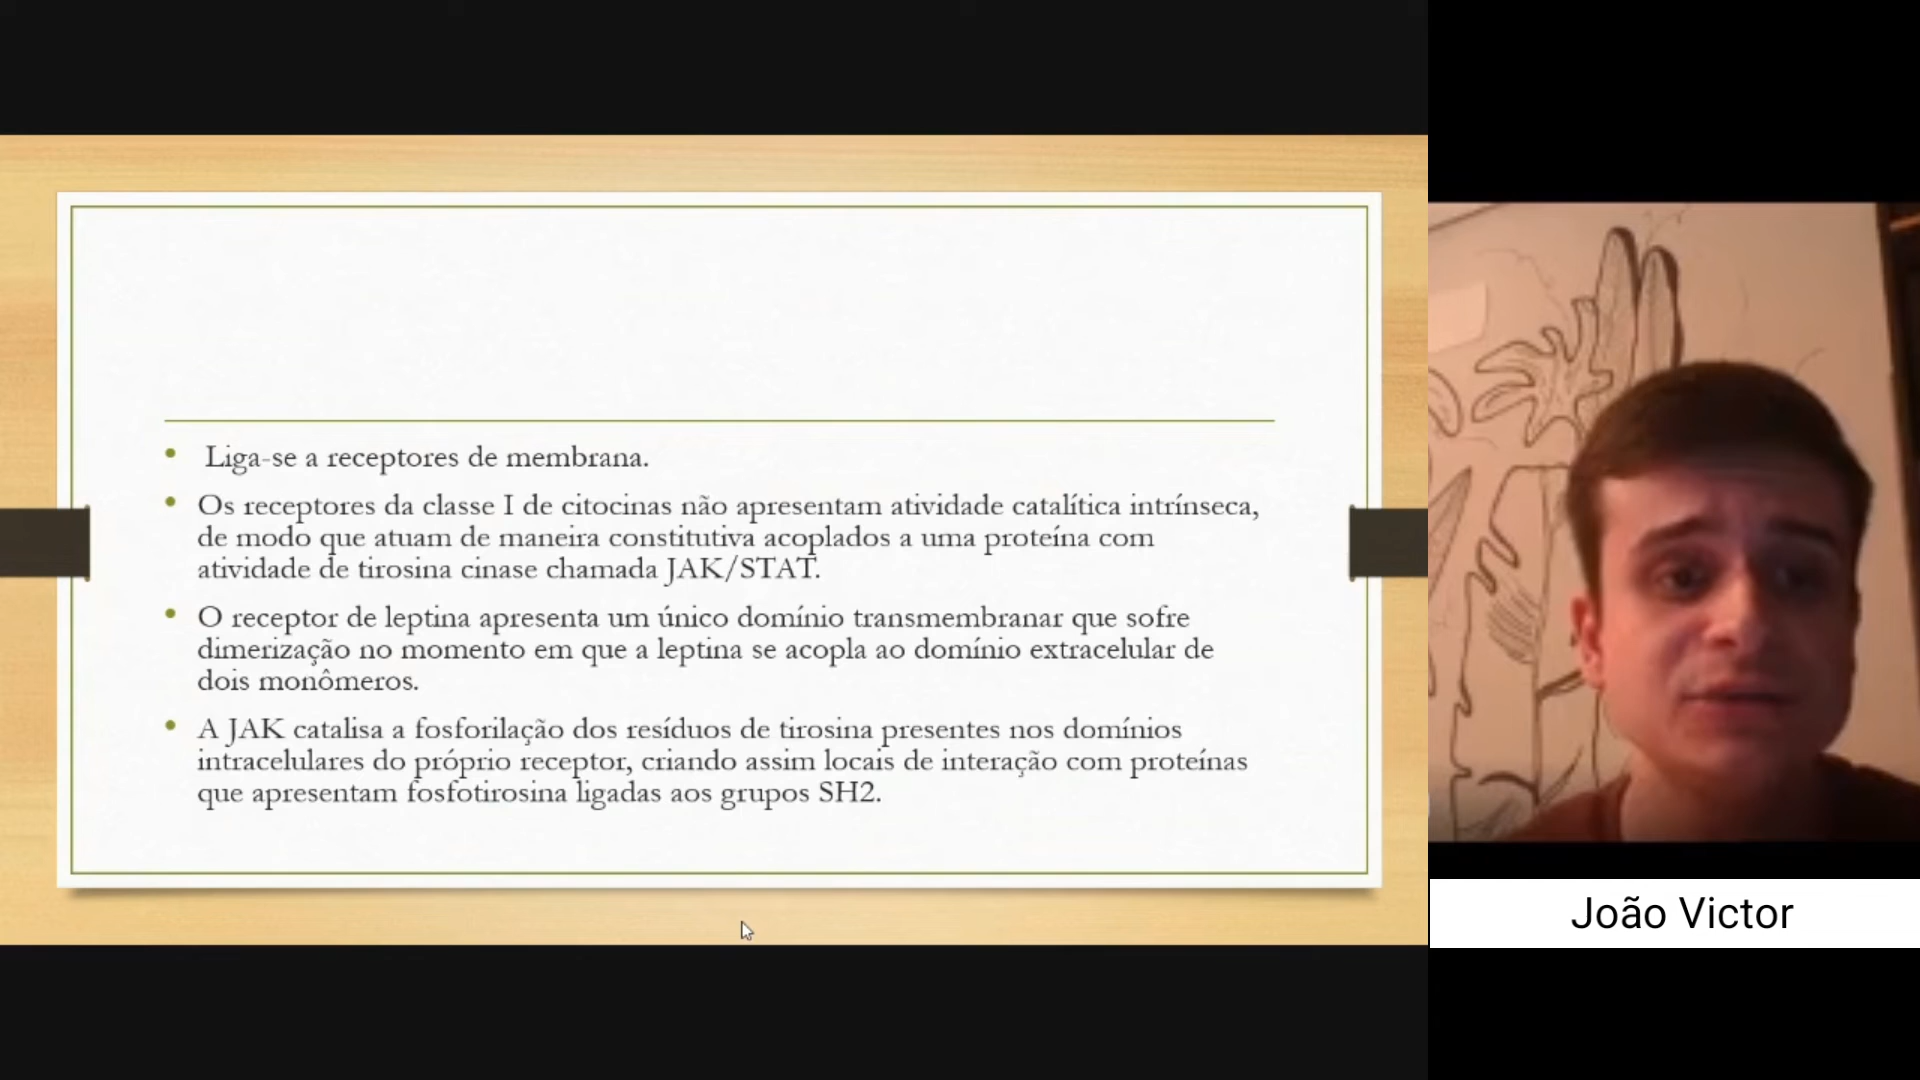 • Liga-se a receptores de membrana.
• Os receptores da classe I de citocinas não apresentam atividade catalítica intrínseca,
de modo que atuam de maneira constitutiva acoplados a uma proteína com
atividade de tirosina cinase chamada JAK/STAT.
• O receptor de leptina apresenta um único domínio transmembranar que sofre
dimerização no momento em que a leptina se acopla ao domínio extracelular de
dois monômeros.
• A JAK catalisa a fosforilação dos resíduos de tirosina presentes nos domínios
intracelulares do próprio receptor, criando assim locais de interação com proteínas
que apresentam fosfotirosina ligadas aos grupos SH2.
João Victor